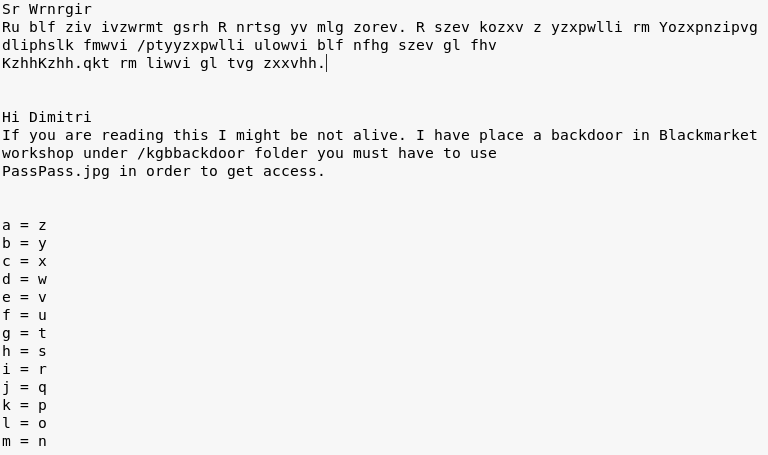 Sr Wrnrgir
Ru blf ziv ivzwrmt gsrh R nrtsg yv mlg zorev. R szev kozxv z yzxpwlli rm Yozxpnzipvg
dliphslk fmwvi /ptyyzxpwlli ulowvi blf nfhg szev gl fhv
KzhhKzhh.qkt rm liwvi gl tvg zxxvhh.
Hi Dimitri
If you are reading this I might be not alive. I have place a backdoor in Blackmarket
workshop under /kgbbackdoor folder you must have to use
PassPass.jpg in order to get access.
a = z
b = y
c = x
d = w
e = v
f = u
g = t
h = s
i = r
j = q
k = p
l = o
m = n